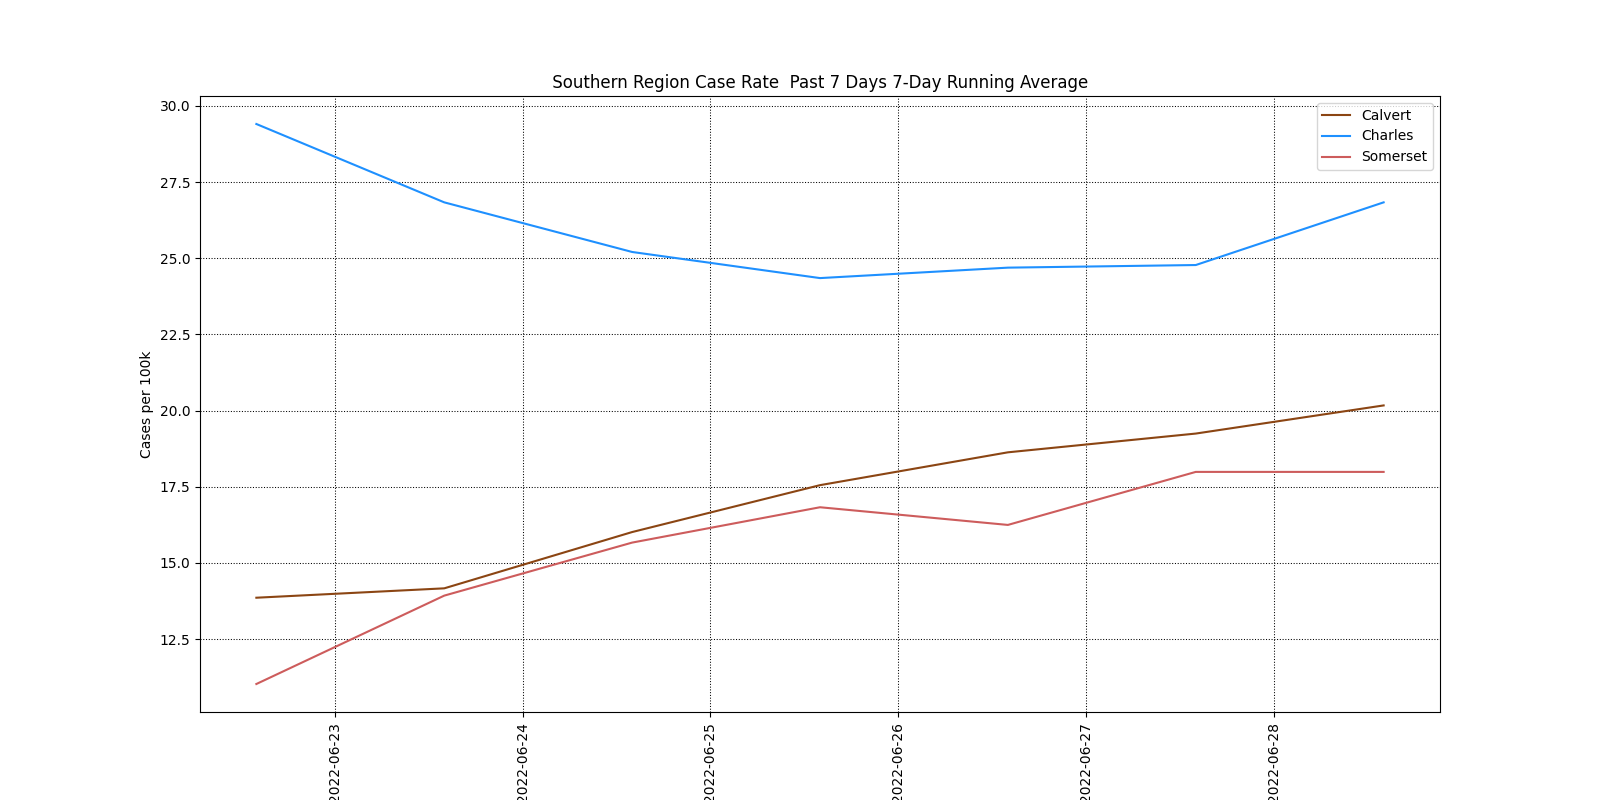 Southern Region Case Rate  Past 7 Days 7-Day Running Average
Calvert
Charles
Somerset
Cases per 100k
30.0
27.5
25.0
22.5
20.0
17.5
15.0
12.5
2022-06-23
2022-06-24
2022-06-25
2022-06-26
2022-06-27
2022-06-28